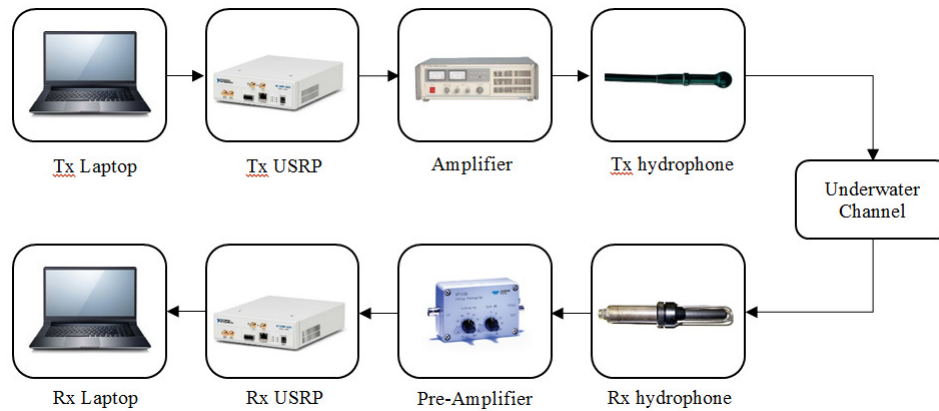 Tx Laptop
Tx USRP
Amplifier
Tx hydrophone
Underwater
Channel
Rx Laptop
Rx USRP
Pre-Amplifier
Rx hydrophone